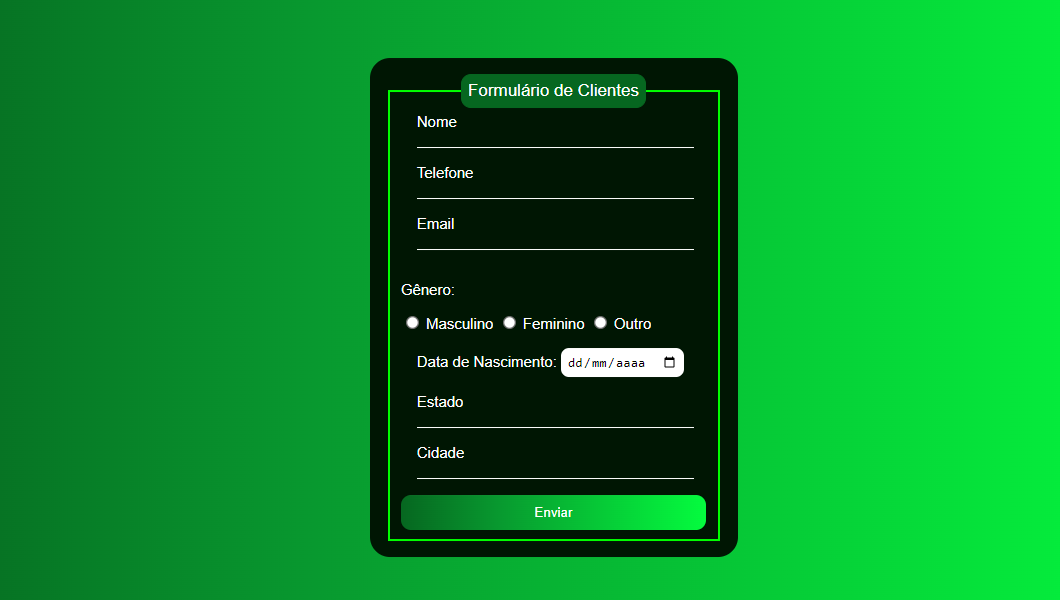 Formulário de Clientes
Nome
Telefone
Email
Gênero:
Masculino Feminino Outro
Data de Nascimento: dd/mm/aaaa
Estado
Cidade
Enviar